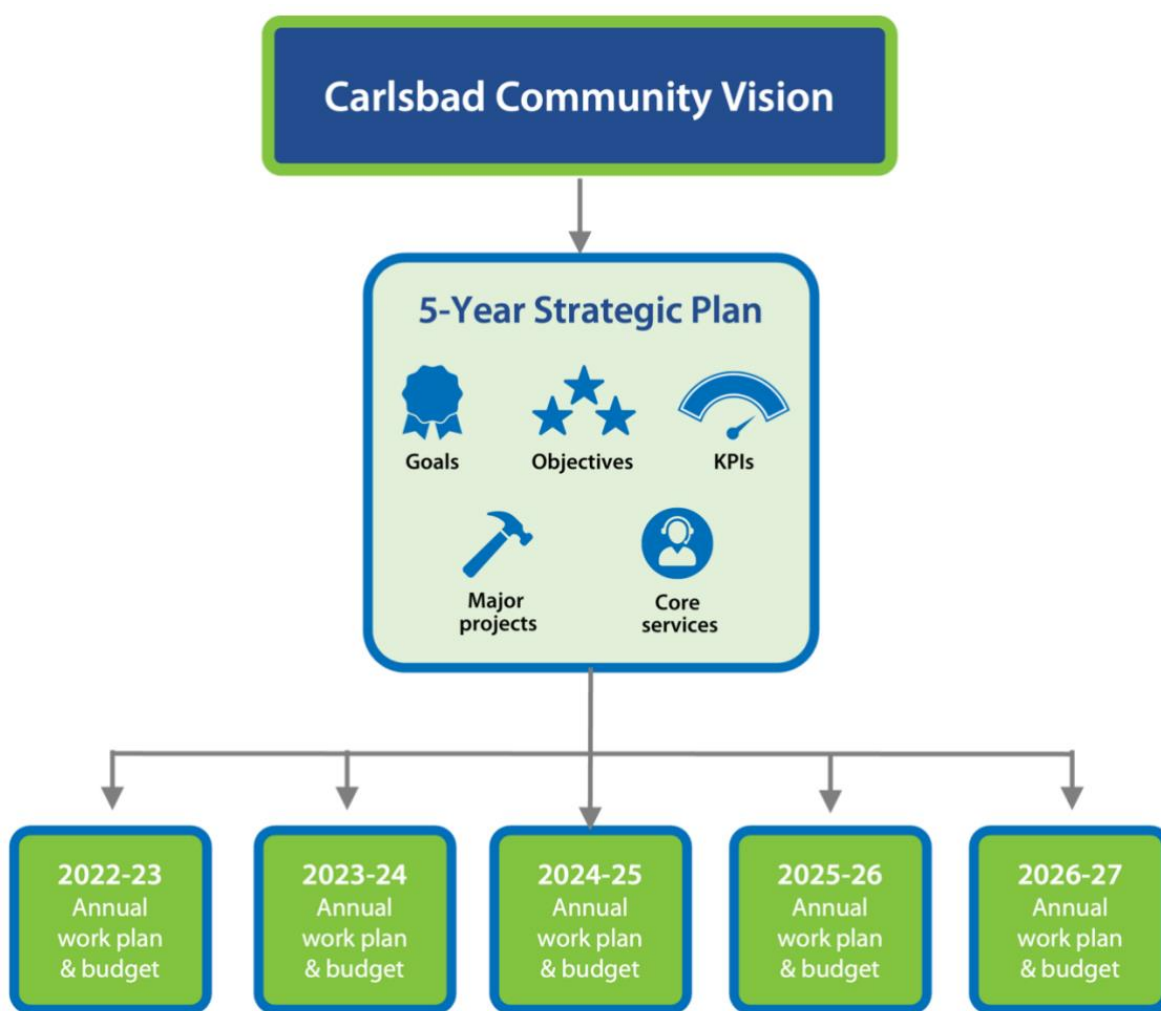 Carlsbad Community Vision
5-Year Strategic Plan
Goals
Objectives
KPIs
Major
projects
Core
services
2022-23
Annual
work plan
& budget
2023-24
Annual
work plan
& budget
2024-25
Annual
work plan
& budget
2025-26
Annual
work plan
& budget
2026-27
Annual
work plan
& budget